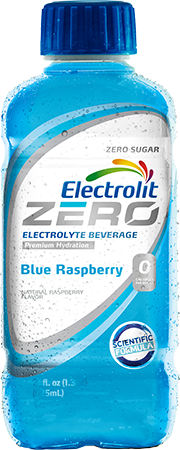 ZERO SUGAR
Electrolit
ZERO
ELECTROLYTE BEVERAGE
Premium Hydration
Blue Raspberry
0
NATURAL RASPBERRY
FLAVOR
SCIENTIFIC
FORMULA
fl. oz (1.3
5mL)